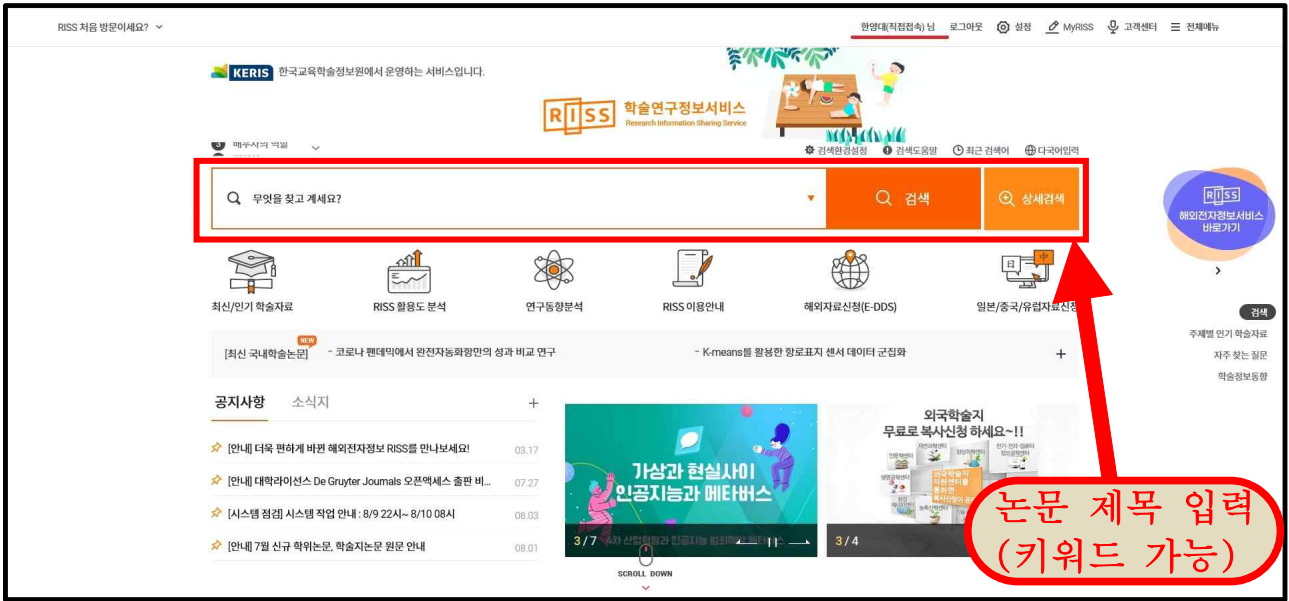 RISS 처음 방문이세요?
한양대(직접접속) 님 로그아웃 설정 MyRISS 고객센터 전체메뉴
KERIS 한국교육학술정보원에서 운영하는 서비스입니다.
RISS 학술연구정보서비스
Research Information Sharing Service
3
검색환경설정 검색도움말 최근 검색어 다국어입력
무엇을 찾고 계세요?
검색
상세검색
RISS
해외전자정보서비스
바로가기
최신/인기 학술자료
RISS 활용도 분석
연구동향분석
RISS 이용안내
해외자료신청(E-DDS)
일본/중국/유럽자료신청
검색
주제별 인기 학술자료
자주 찾는 질문
학술정보동향
NEW
[최신 국내학술논문] - 코로나 팬데믹에서 완전자동화항만의 성과 비교 연구 - K-means를 활용한 항로표지 센서 데이터 군집화 +
공지사항 소식지 +
[안내] 더욱 편하게 바뀐 해외전자정보 RISS를 만나보세요! 03.17
[안내] 대학라이선스 De Gruyter Journals 오픈액세스 출판 비... 07.27
[시스템 점검] 시스템 작업 안내 : 8/9 22시~ 8/10 08시 08.03
[안내] 7월 신규 학위논문, 학술지논문 원문 안내 08.01
가상과 현실사이
인공지능과 메타버스
3/7
외국학술지
무료로 복사신청 하세요~!!
외국학술지
지원센터를
통하면
3/4
SCROLL DOWN
논문 제목 입력
(키워드 가능)